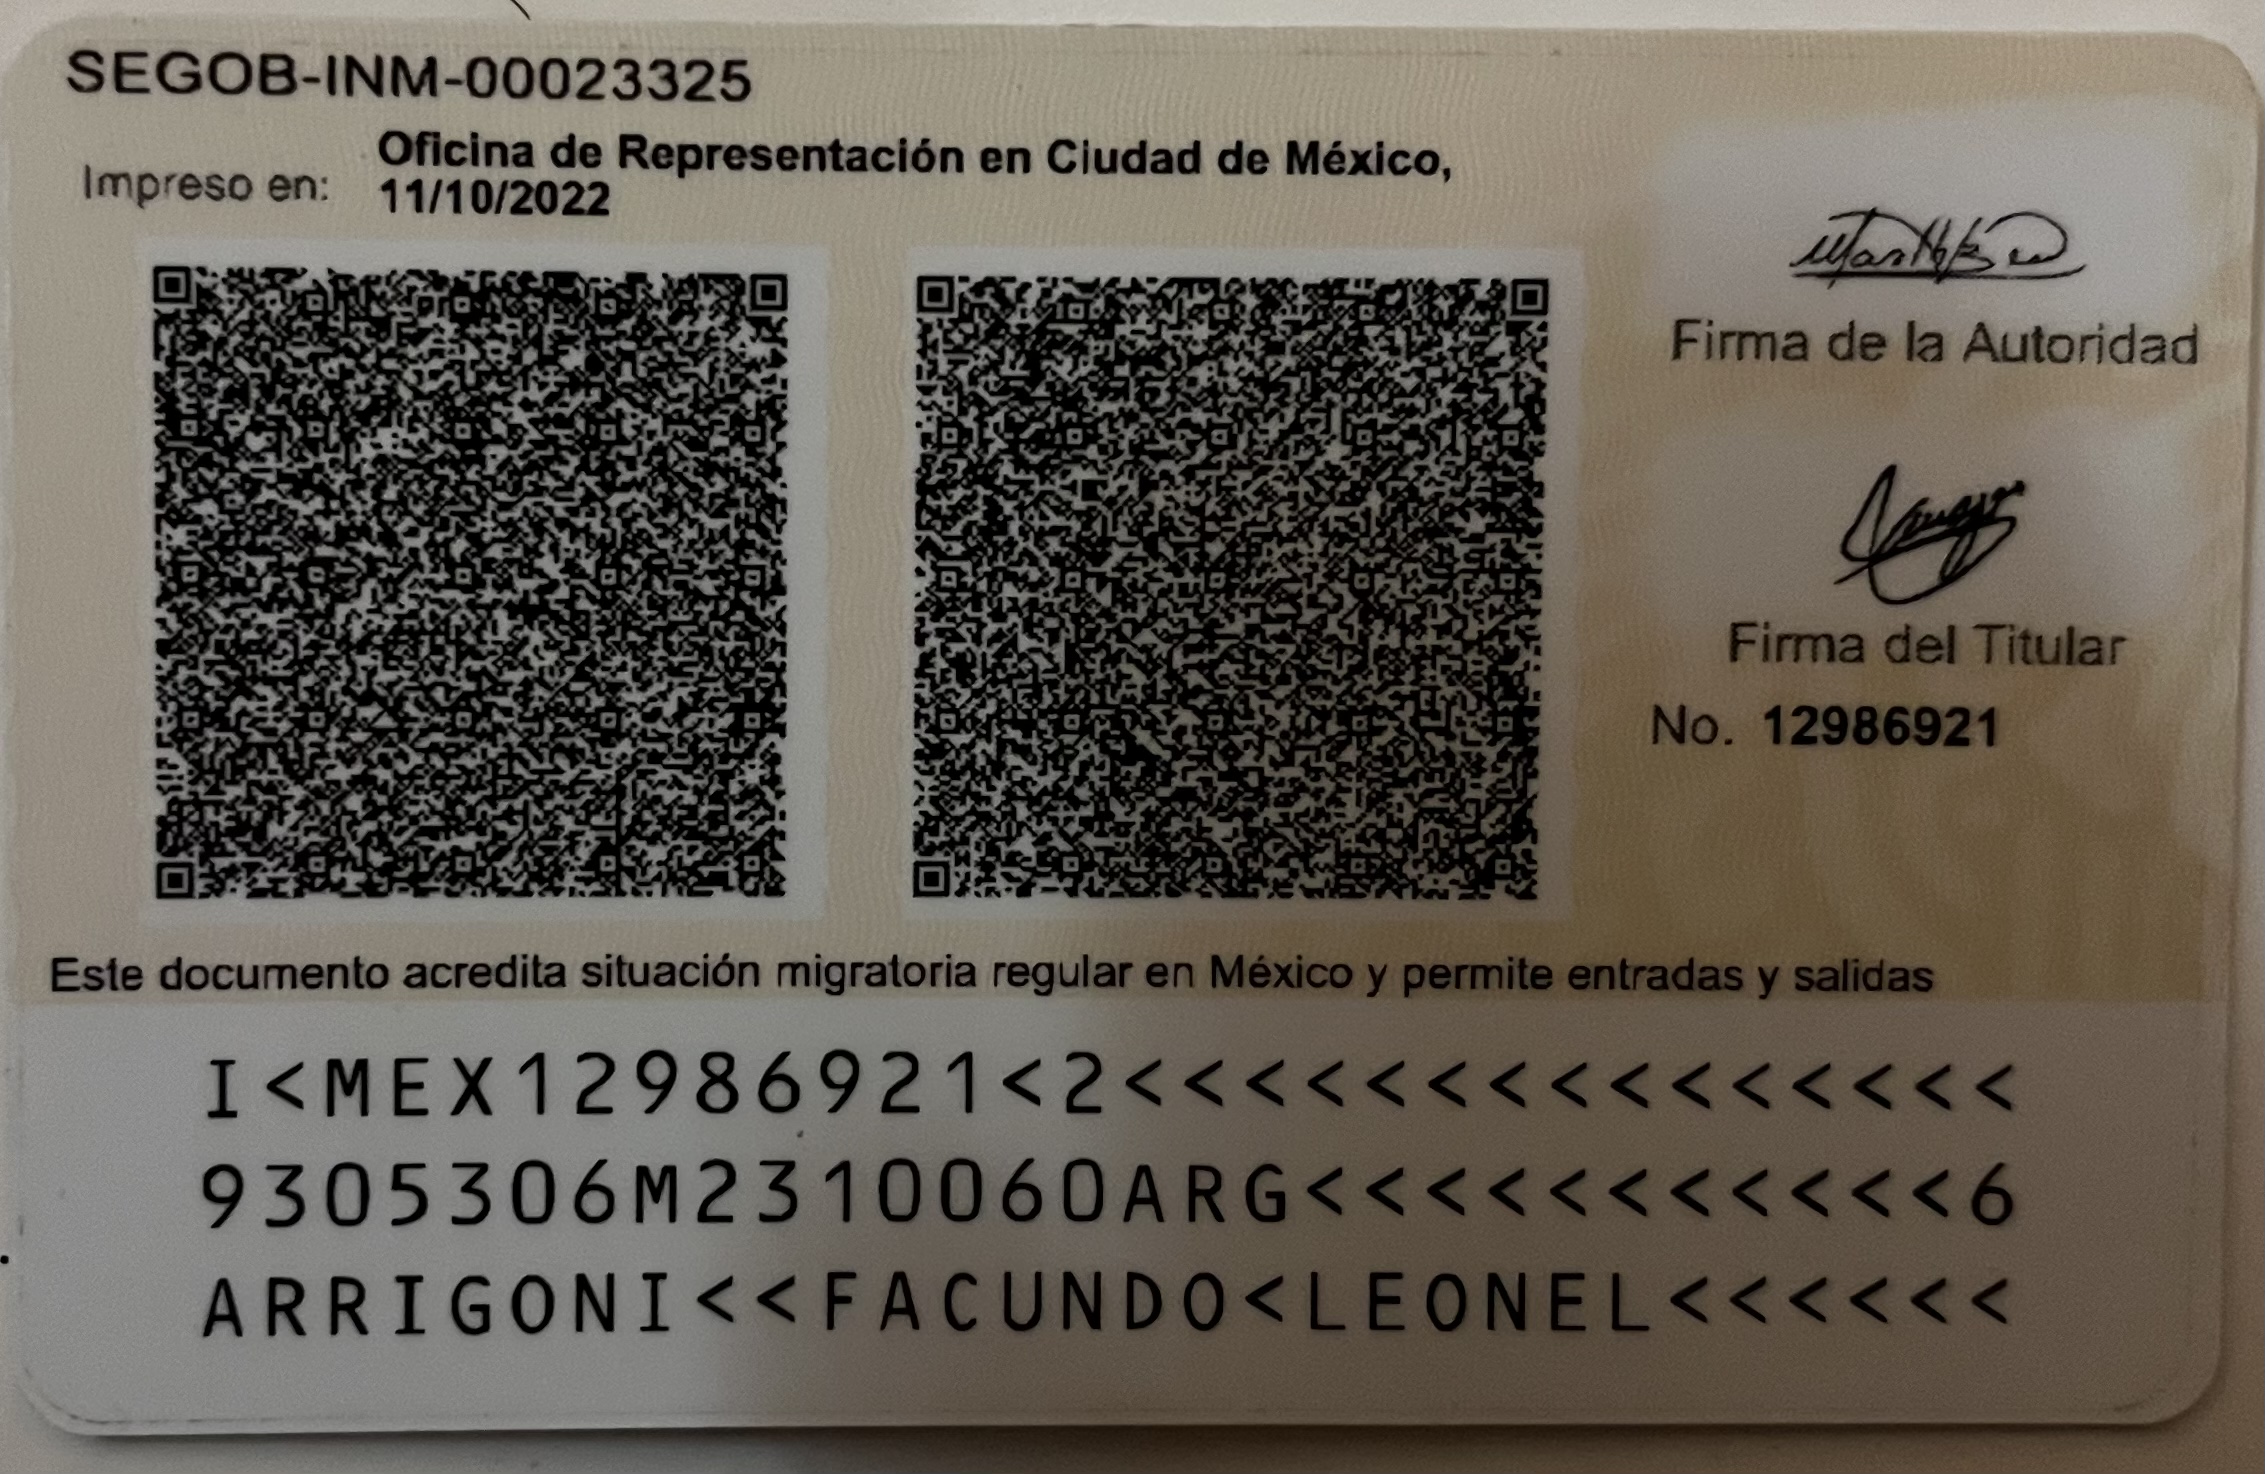 SEGOB-INM-00023325
Impreso en: Oficina de Representación en Ciudad de México,
11/10/2022
Firma de la Autoridad
Firma del Titular
No. 12986921
Este documento acredita situación migratoria regular en México y permite entradas y salidas
I<MEX12986921<2<<<<<<<<<<<<<<<
9305306M2310060ARG<<<<<<<<<<<6
ARRIGONI<<FACUNDO<LEONEL<<<<<<